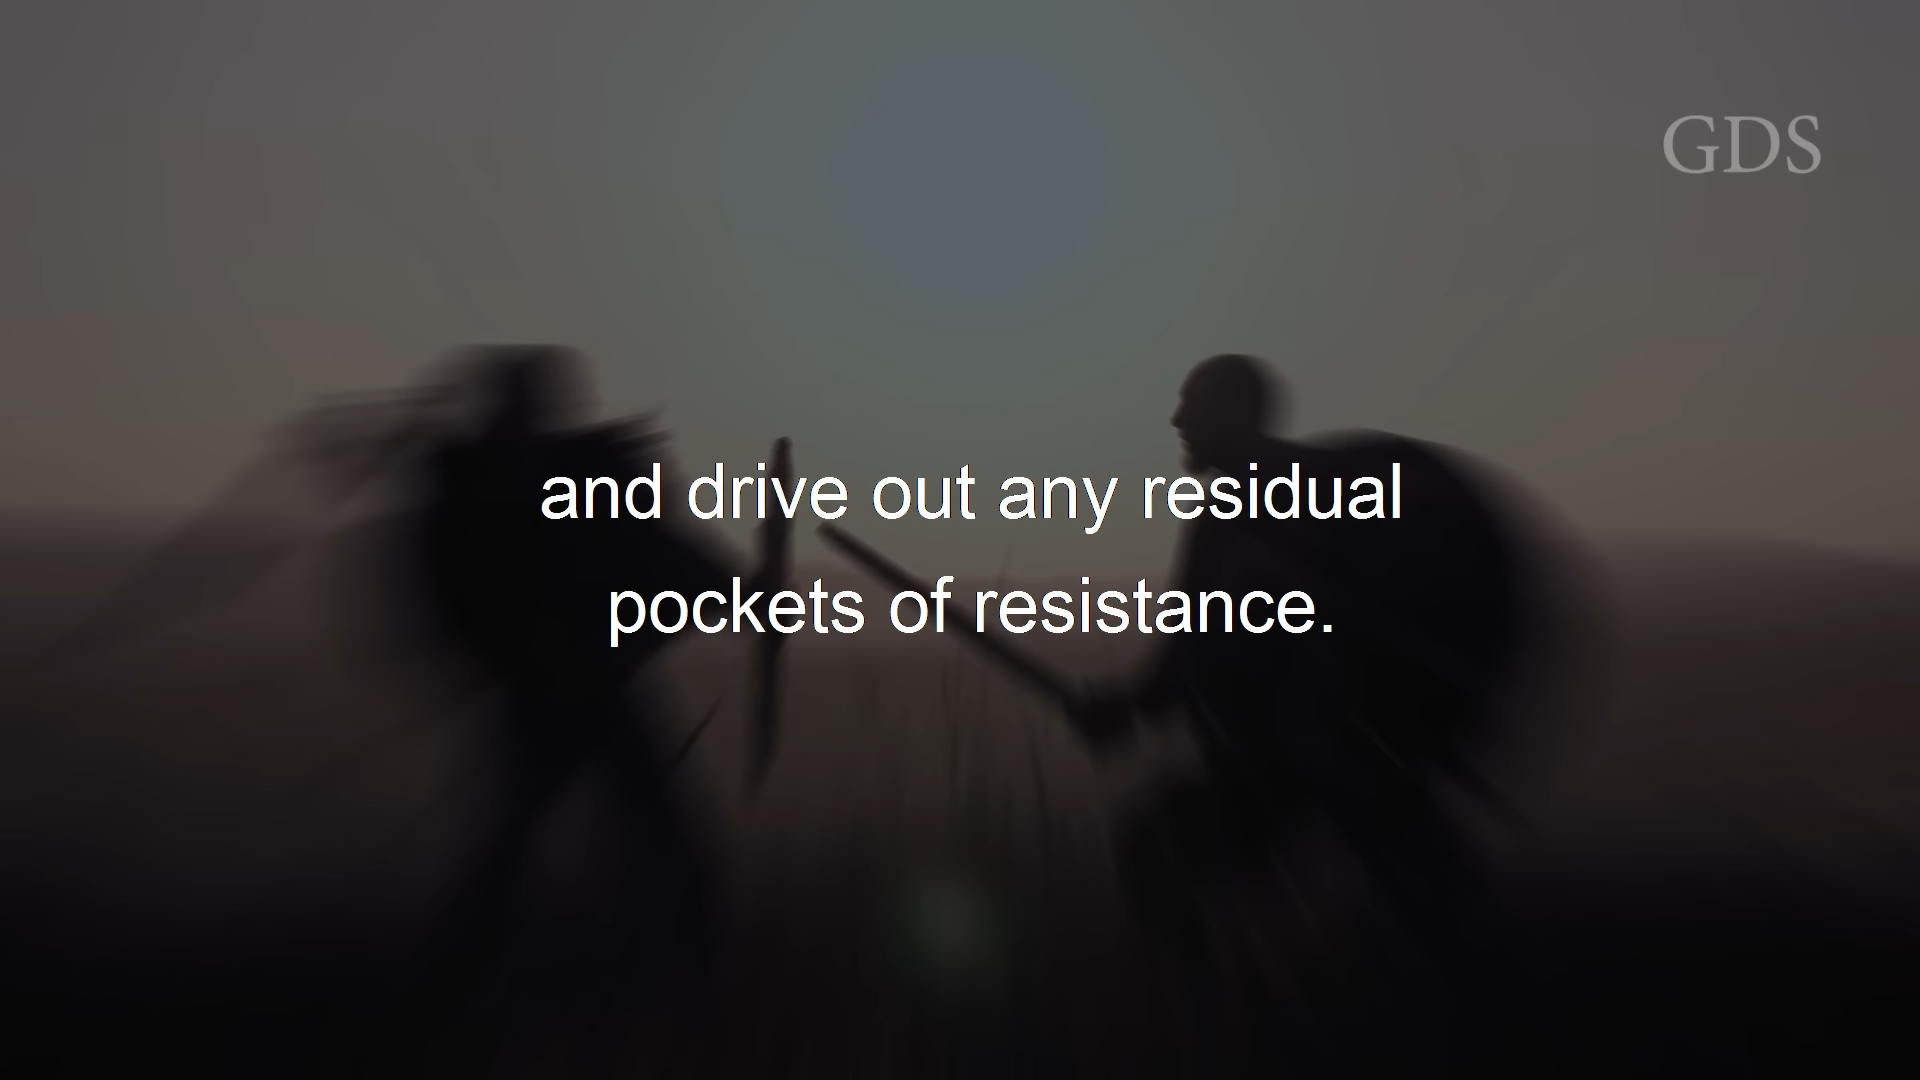 GDS
and drive out any residual
pockets of resistance.